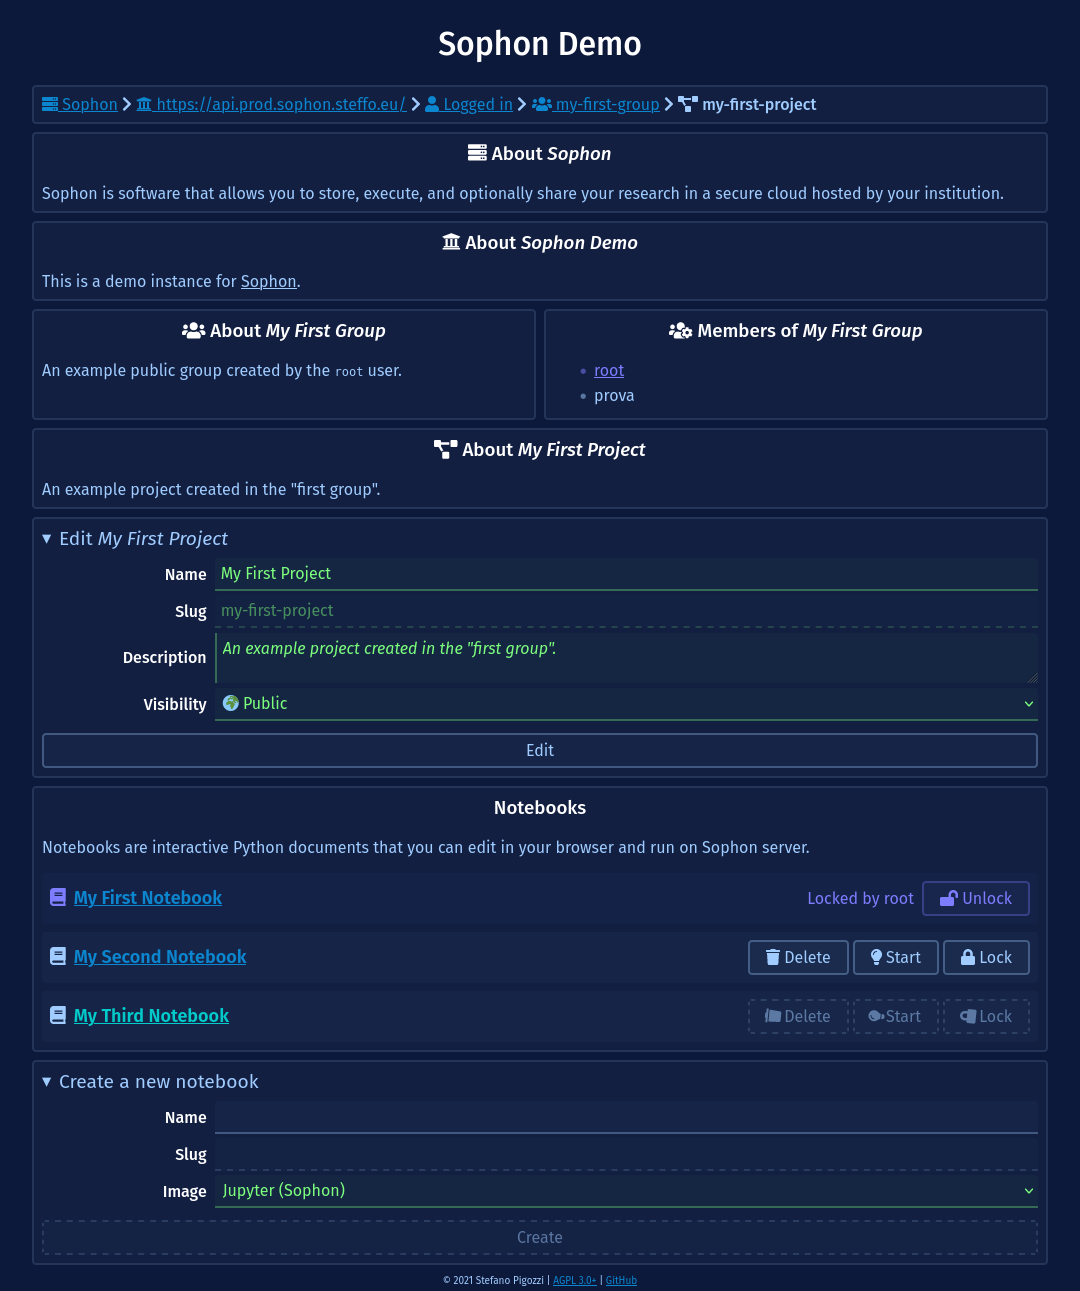 Sophon Demo
Sophon https://api.prod.sophon.steffo.eu/ Logged in my-first-group my-first-project
About Sophon
Sophon is software that allows you to store, execute, and optionally share your research in a secure cloud hosted by your institution.
About Sophon Demo
This is a demo instance for Sophon.
About My First Group
An example public group created by the root user.
Members of My First Group
• root
• prova
About My First Project
An example project created in the "first group".
▼ Edit My First Project
Name My First Project
Slug my-first-project
Description An example project created in the "first group".
Visibility Public
Edit
Notebooks
Notebooks are interactive Python documents that you can edit in your browser and run on Sophon server.
My First Notebook Locked by root Unlock
My Second Notebook Delete Start Lock
My Third Notebook Delete Start Lock
▼ Create a new notebook
Name
Slug
Image Jupyter (Sophon)
Create
© 2021 Stefano Pigozzi | AGPL 3.0+ | GitHub